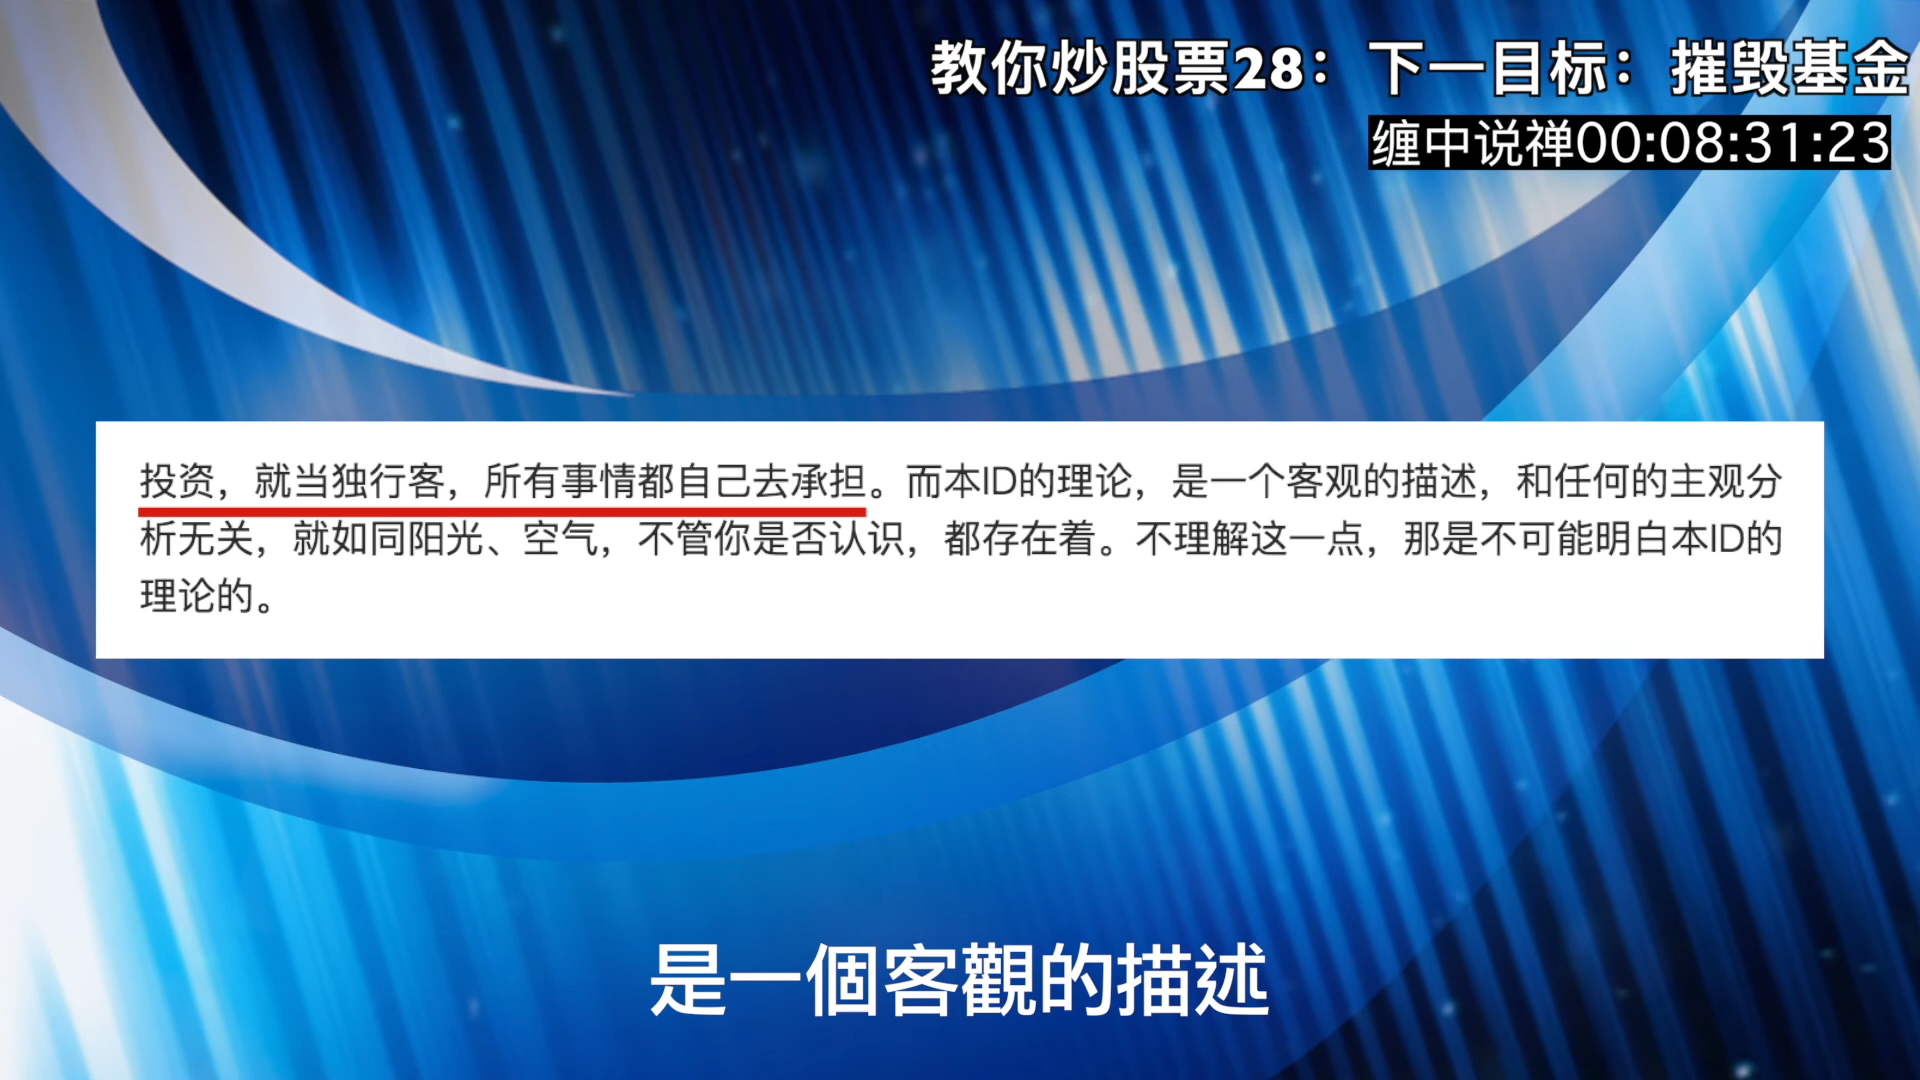 教你炒股票28：下一目标：摧毁基金
缠中说禅00:08:31:23
投资，就当独行客，所有事情都自己去承担。而本ID的理论，是一个客观的描述，和任何的主观分
析无关，就如同阳光、空气，不管你是否认识，都存在着。不理解这一点，那是不可能明白本ID的
理论的。
是一個客觀的描述